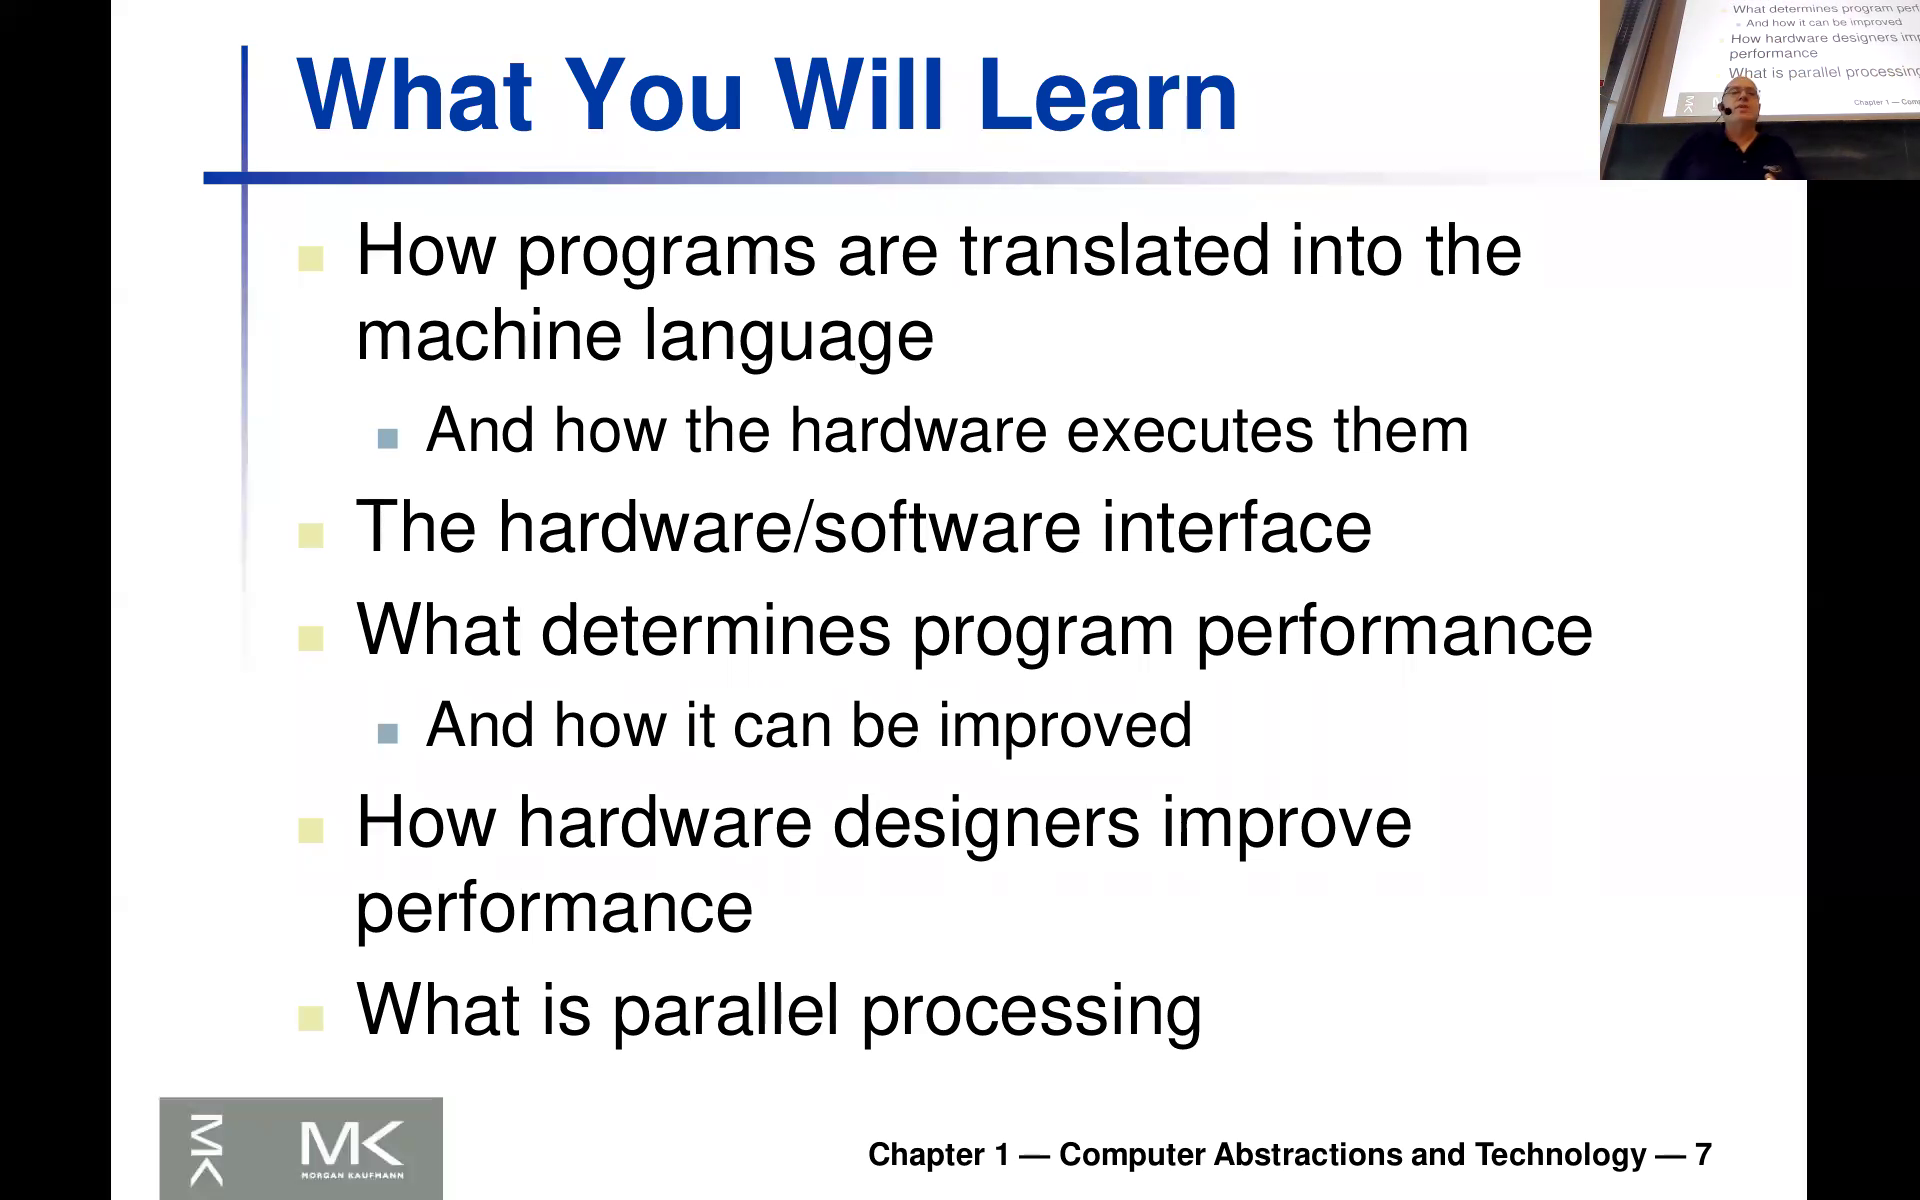 What You Will Learn
How programs are translated into the
machine language
And how the hardware executes them
The hardware/software interface
What determines program performance
And how it can be improved
How hardware designers improve
performance
What is parallel processing
MK
MK
MORGAN KAUFMANN
Chapter 1 — Computer Abstractions and Technology — 7
What determines program perf
And how it can be improved
How hardware designers imp
performance
What is parallel processing
Chapter 1 — Comp